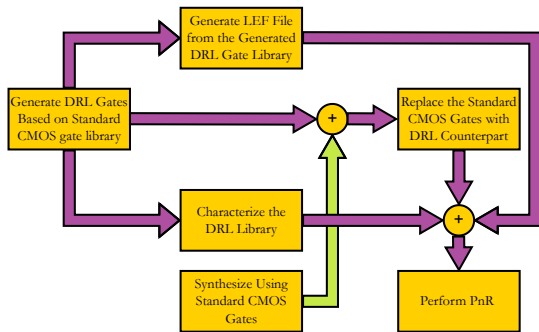 Generate LEF File
from the Generated
DRL Gate Library
Generate DRL Gates
Based on Standard
CMOS gate library
+
Replace the Standard
CMOS Gates with
DRL Counterpart
Characterize the
DRL Library
+
Synthesize Using
Standard CMOS
Gates
Perform PnR